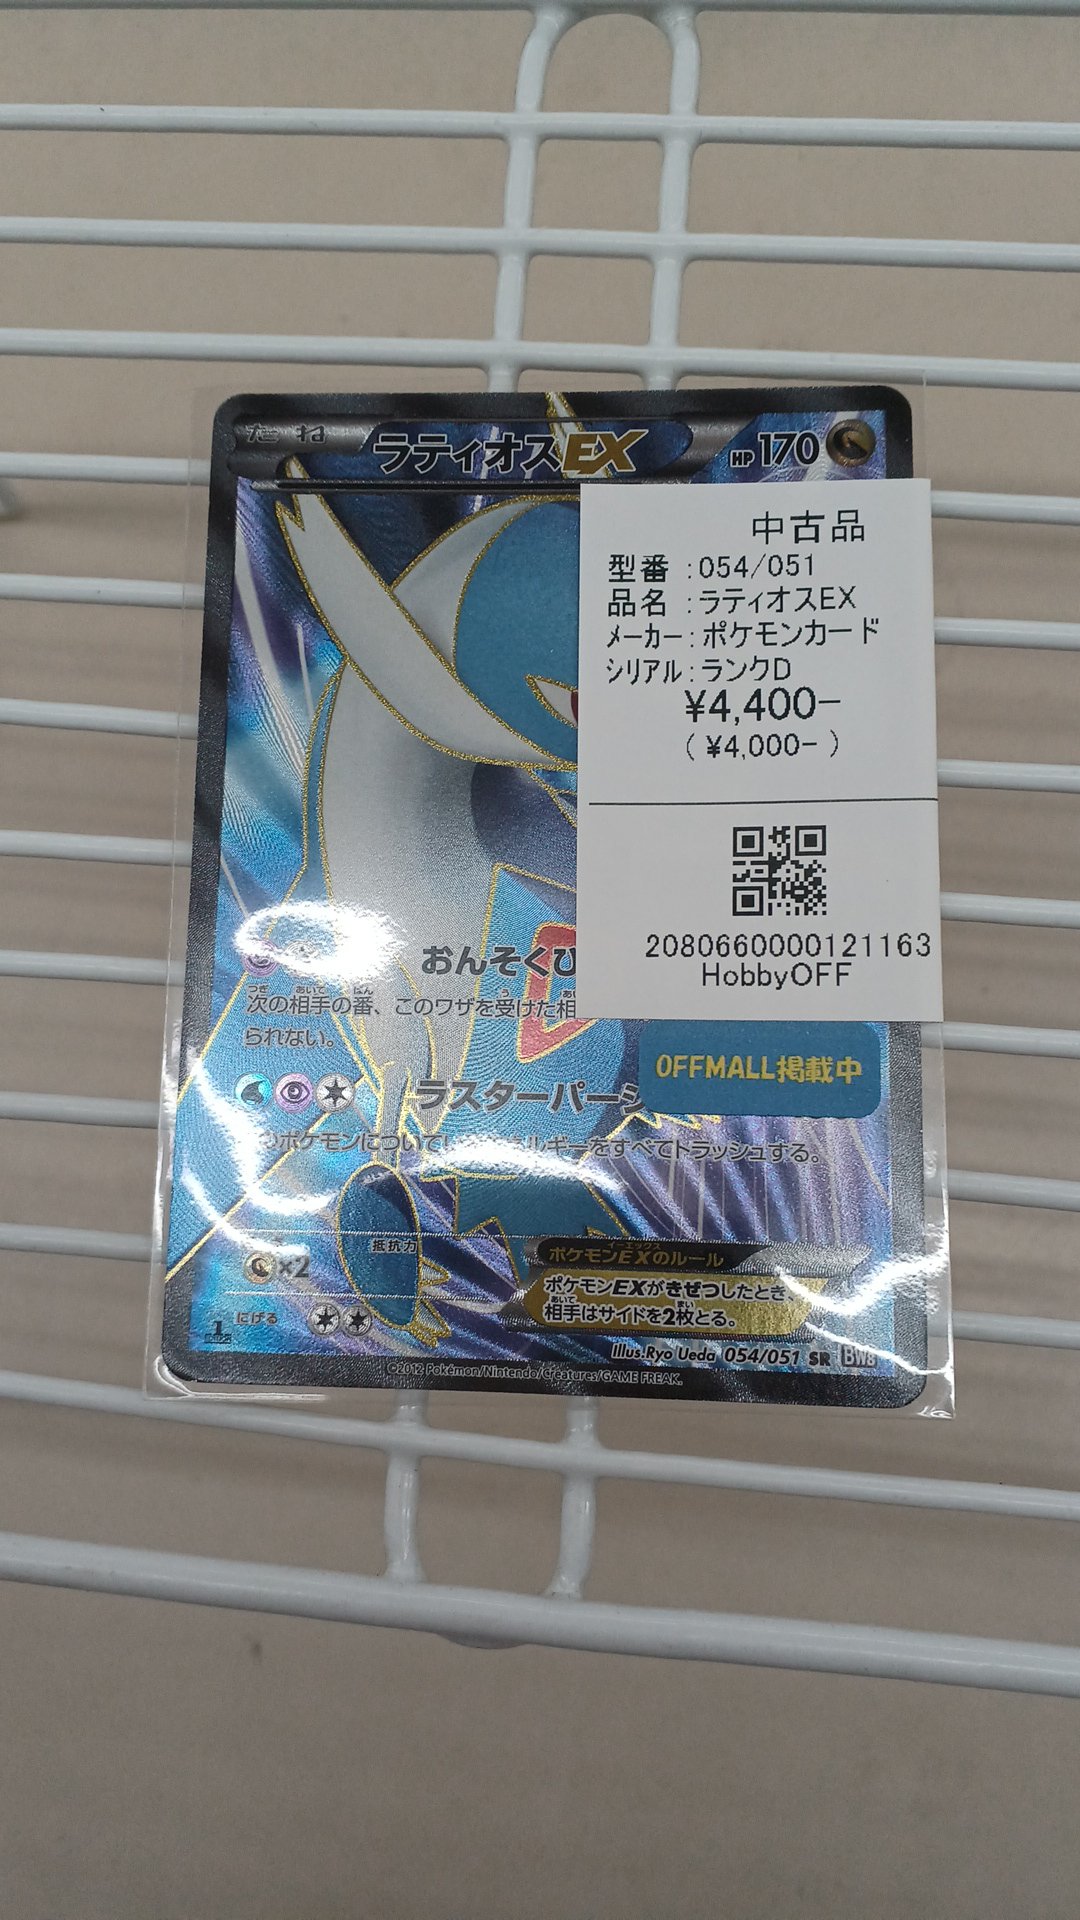 たね ラティオスEX HP170
中古品
型番 :054/051
品名 :ラティオスEX
メーカー:ポケモンカード
シリアル:ランクD
¥4,400-
( ¥4,000- )
2080660000121163
HobbyOFF
おんそくひ
次の相手の番、このワザを受けた相
られない。
OFFMALL掲載中
ラスターパー
ポケモンについて
ルギーをすべてトラッシュする。
抵抗力
×2
ポケモンEXのルール
ポケモンEXがきぜつしたとき、
相手はサイドを2枚とる。
にげる
Illus.Ryo Ueda 054/051 SR BW8
©2012 Pokémon/Nintendo/Creatures/GAME FREAK.